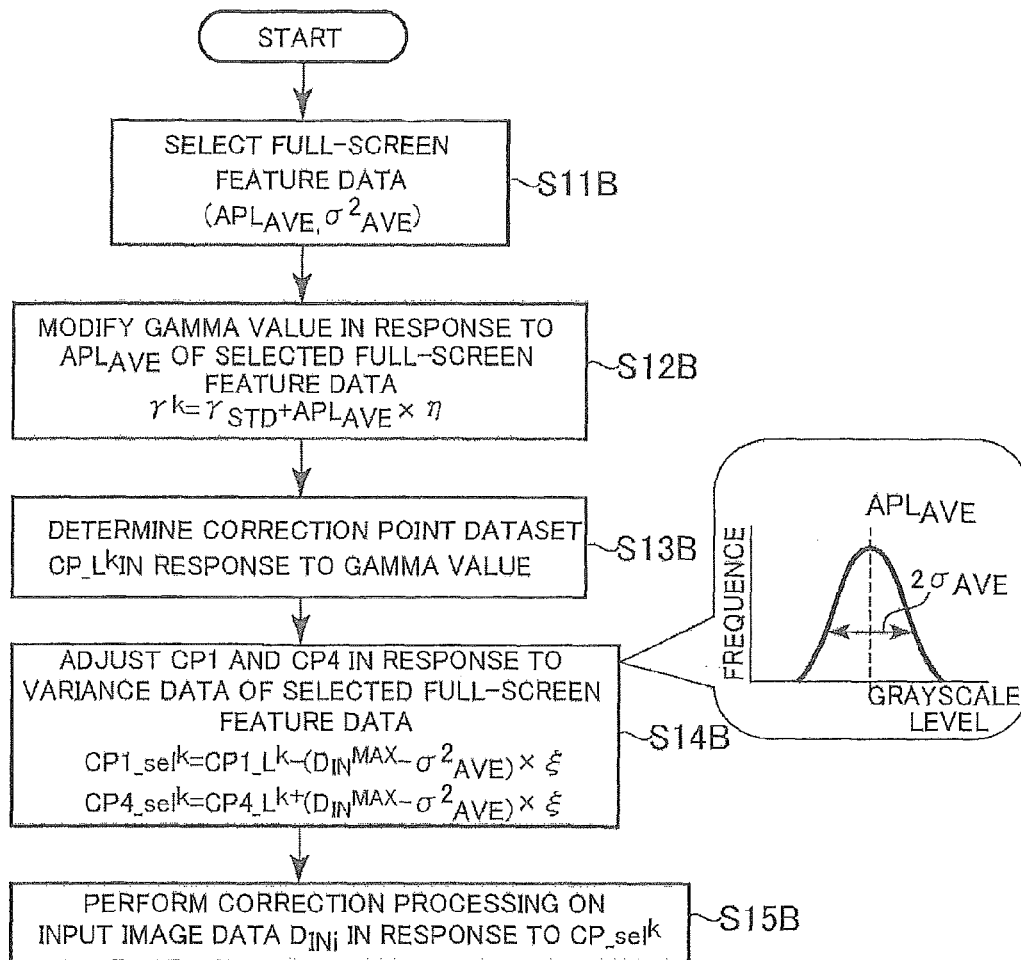 START
SELECT FULL-SCREEN
FEATURE DATA
(APLAVE, σ²AVE)
S11B
MODIFY GAMMA VALUE IN RESPONSE TO
APLAVE OF SELECTED FULL-SCREEN
FEATURE DATA
γk=γSTD+APLAVE × η
S12B
DETERMINE CORRECTION POINT DATASET
CP_Lk IN RESPONSE TO GAMMA VALUE
S13B
ADJUST CP1 AND CP4 IN RESPONSE TO
VARIANCE DATA OF SELECTED FULL-SCREEN
FEATURE DATA
CP1_selk=CP1_Lk-(DINMAX-σ²AVE) × ξ
CP4_selk=CP4_Lk+(DINMAX-σ²AVE) × ξ
S14B
APLAVE
2σAVE
FREQUENCE
GRAYSCALE
LEVEL
PERFORM CORRECTION PROCESSING ON
INPUT IMAGE DATA DINi IN RESPONSE TO CP_selk
S15B